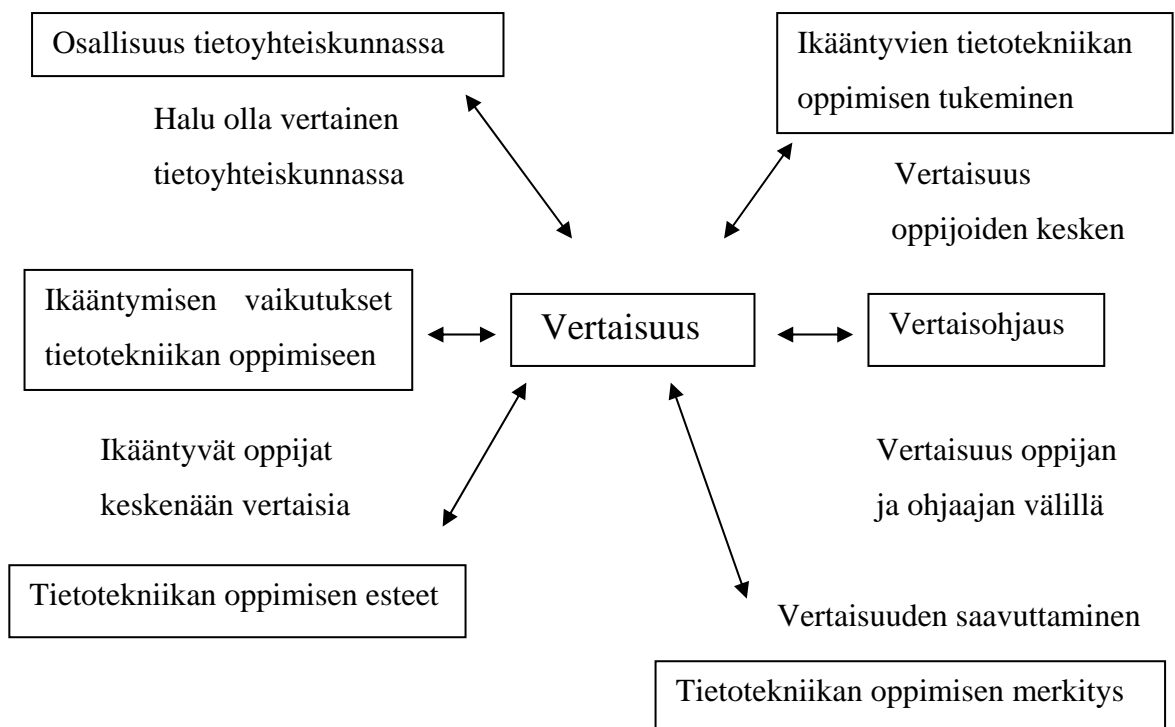 Osallisuus tietoyhteiskunnassa
Halu olla vertainen
tietoyhteiskunnassa
Ikääntyvien tietotekniikan
oppimisen tukeminen
Vertaisuus
oppijoiden kesken
Ikääntymisen vaikutukset
tietotekniikan oppimiseen
Vertaisuus
Vertaisohjaus
Ikääntyvät oppijat
keskenään vertaisia
Vertaisuus oppijan
ja ohjaajan välillä
Tietotekniikan oppimisen esteet
Vertaisuuden saavuttaminen
Tietotekniikan oppimisen merkitys